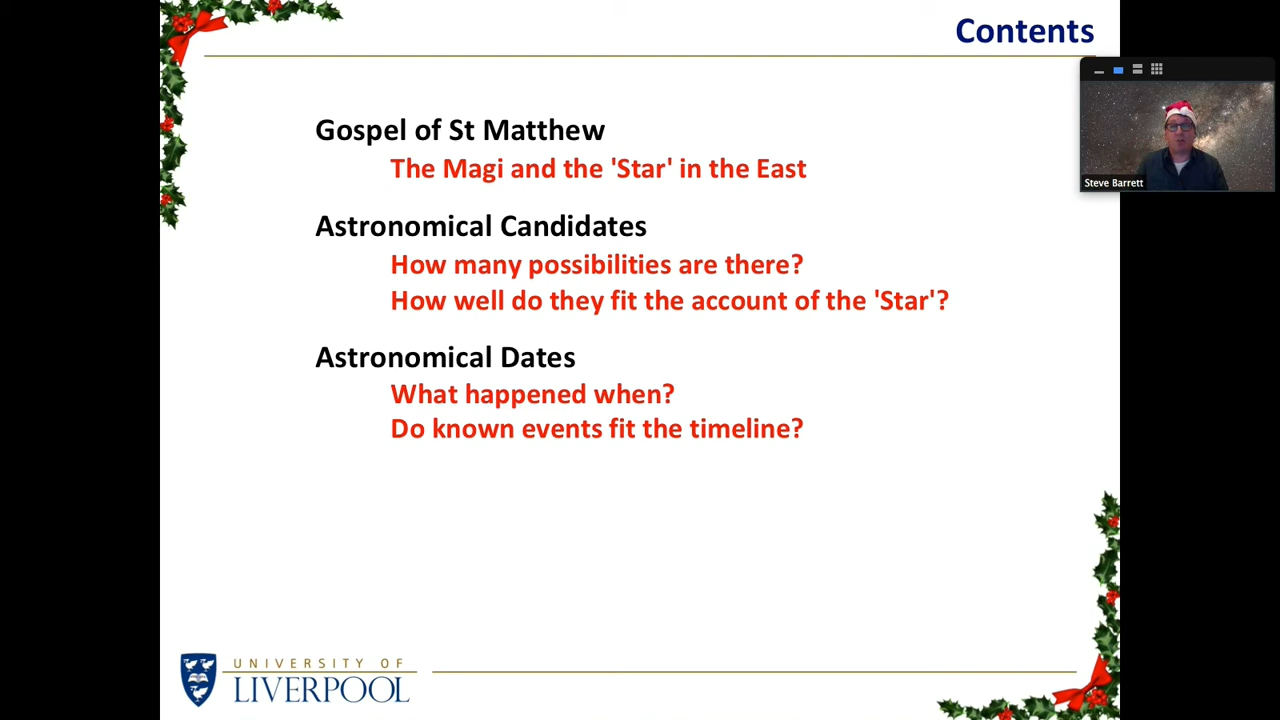 Contents
Gospel of St Matthew
The Magi and the 'Star' in the East
Astronomical Candidates
How many possibilities are there?
How well do they fit the account of the 'Star'?
Astronomical Dates
What happened when?
Do known events fit the timeline?
Steve Barrett
UNIVERSITY OF
LIVERPOOL